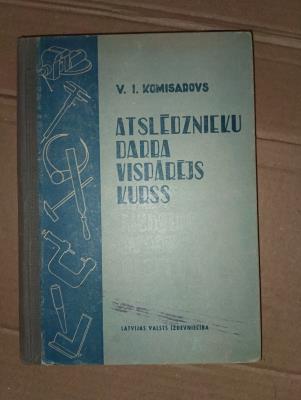 V. I. KOMISAROVS
ATSLĒDZNIEKU
DARBA
VISPĀRĒJS
KURSS
LATVIJAS VALSTS IZDEVNIECĪBA